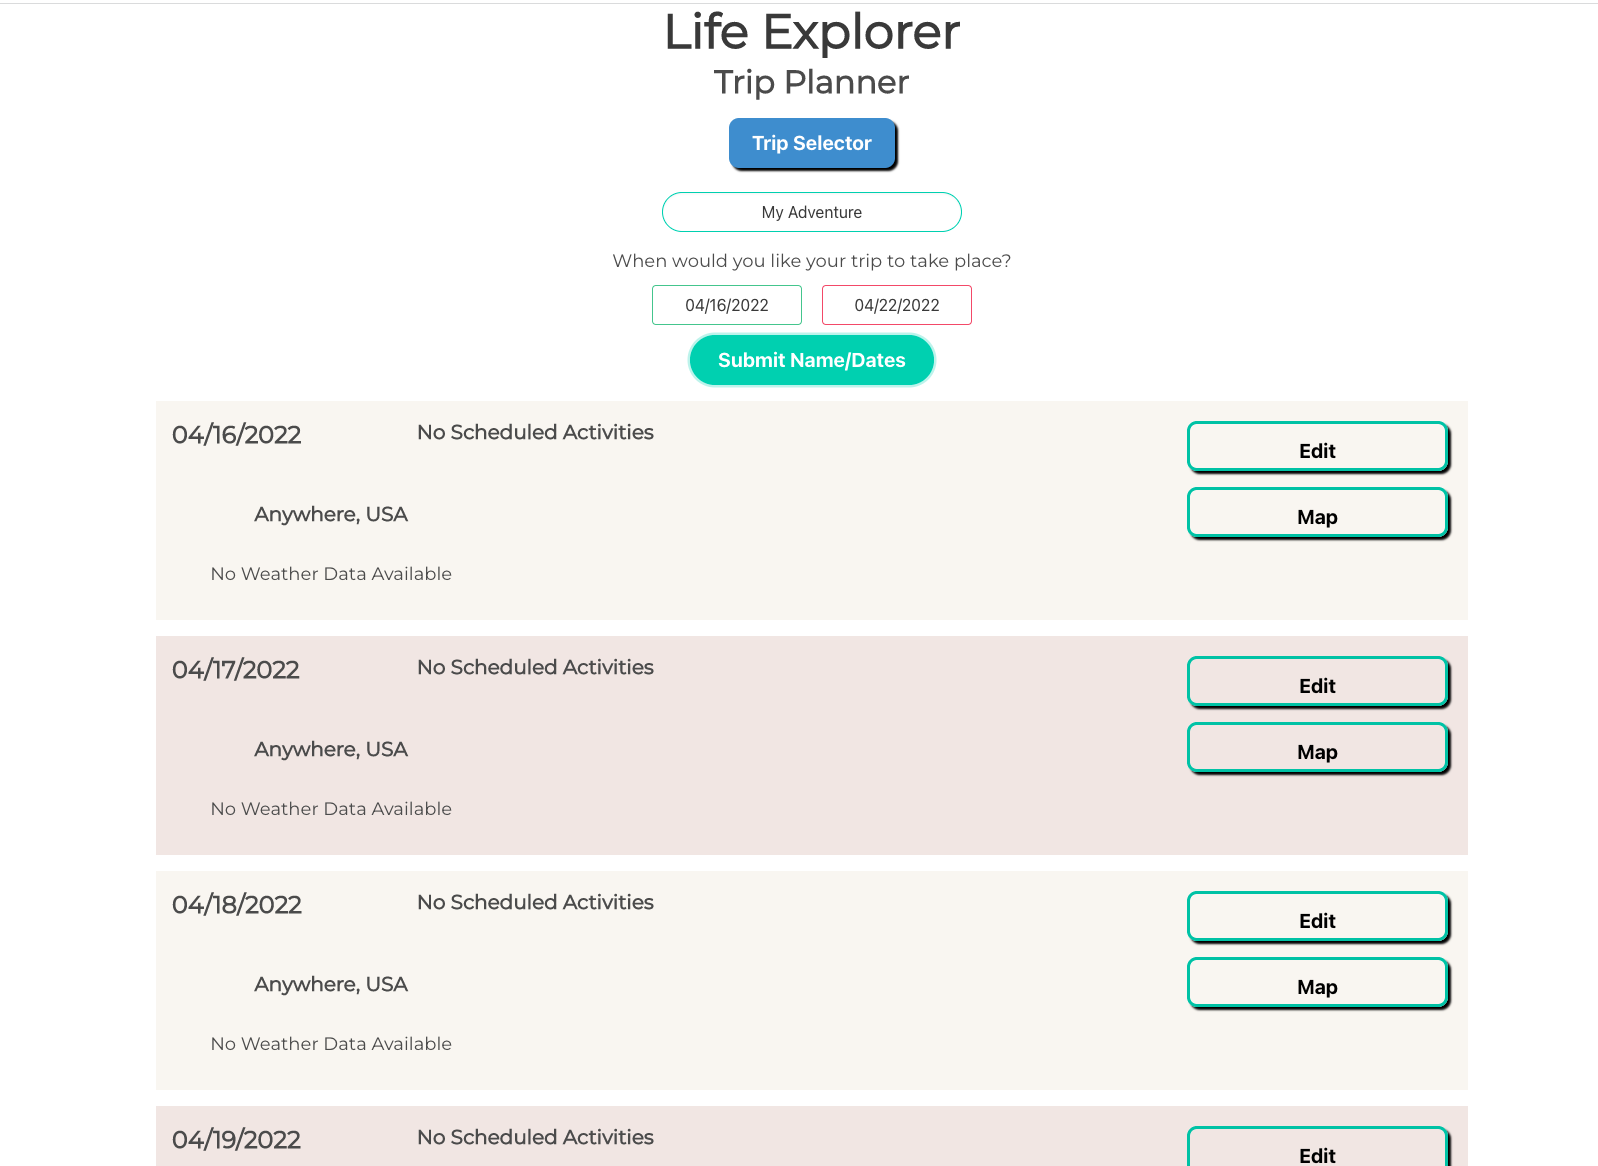 Life Explorer
Trip Planner
Trip Selector
My Adventure
When would you like your trip to take place?
04/16/2022 04/22/2022
Submit Name/Dates
04/16/2022 No Scheduled Activities Edit
Anywhere, USA Map
No Weather Data Available
04/17/2022 No Scheduled Activities Edit
Anywhere, USA Map
No Weather Data Available
04/18/2022 No Scheduled Activities Edit
Anywhere, USA Map
No Weather Data Available
04/19/2022 No Scheduled Activities Edit